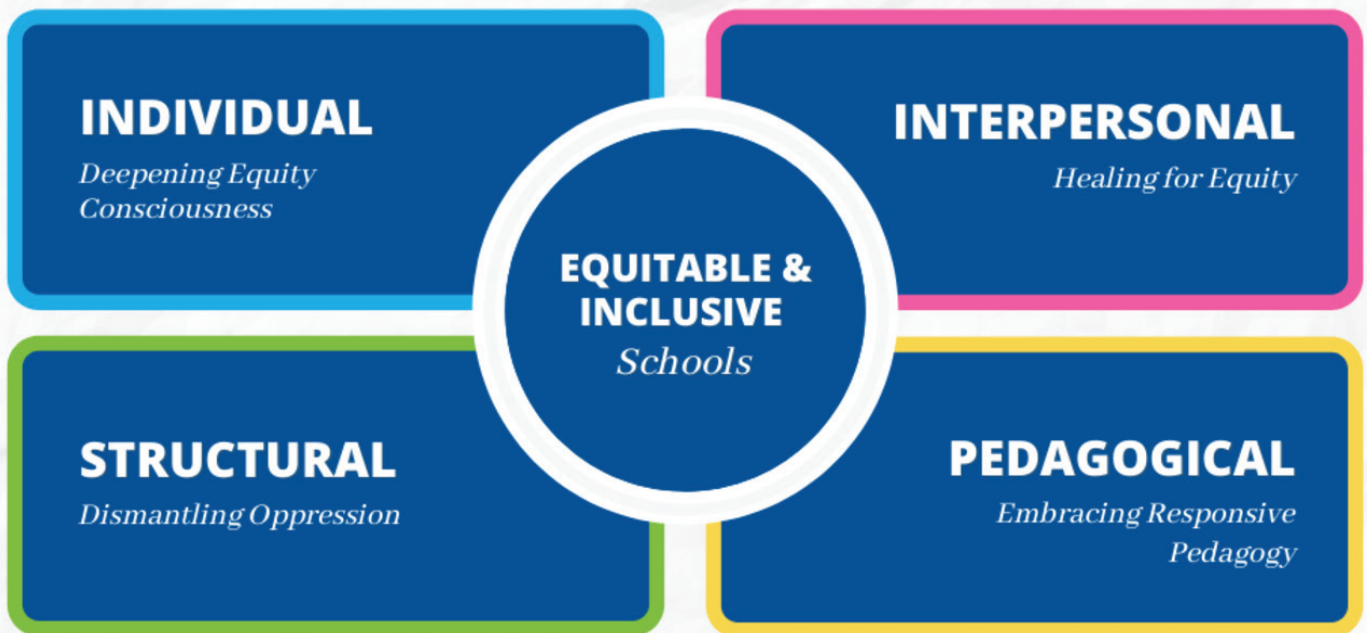 INDIVIDUAL
Deepening Equity
Consciousness
INTERPERSONAL
Healing for Equity
EQUITABLE &
INCLUSIVE
Schools
STRUCTURAL
Dismantling Oppression
PEDAGOGICAL
Embracing Responsive
Pedagogy